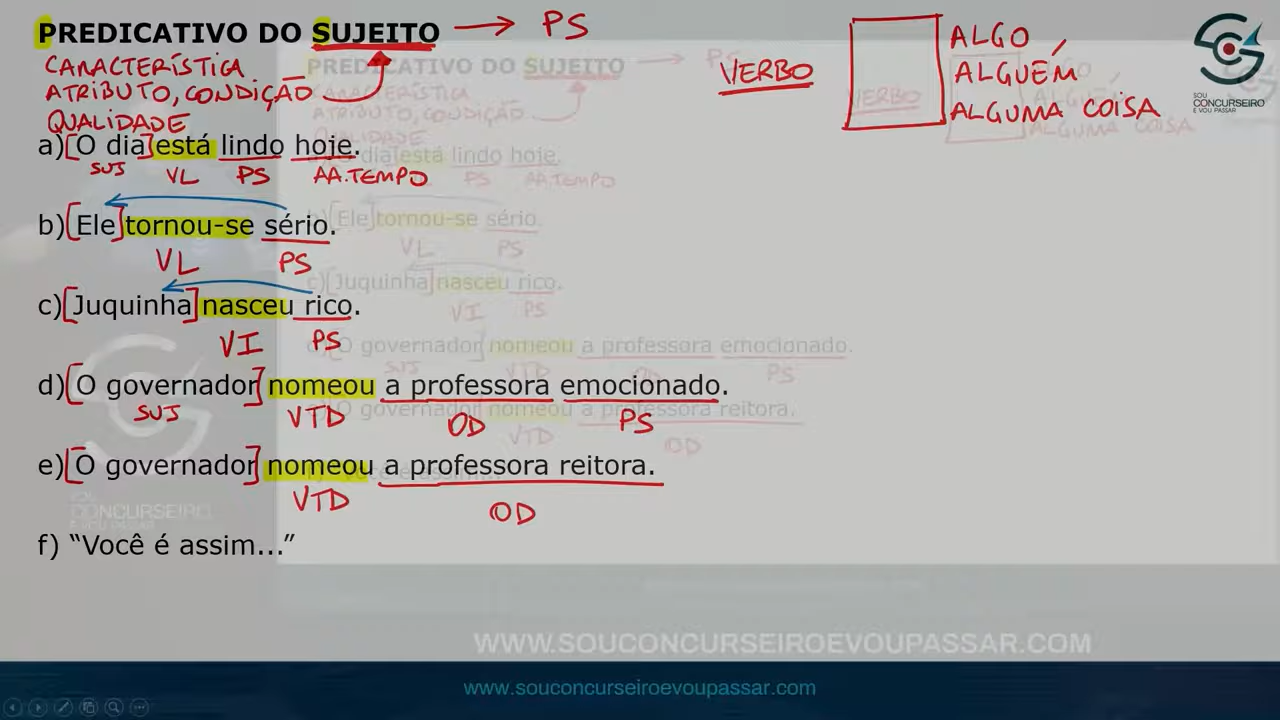 PREDICATIVO DO SUJEITO → PS
CARACTERÍSTICA
ATRIBUTO, CONDIÇÃO
QUALIDADE
VERBO
ALGO
ALGUÉM
ALGUMA COISA
SOU
CONCURSEIRO
E VOU PASSAR
a) [O dia] está lindo hoje.
SUJ VL PS AA.TEMPO
b) [Ele] tornou-se sério.
VL PS
c) [Juquinha] nasceu rico.
VI PS
d) [O governador] nomeou a professora emocionado.
SUJ VTD OD PS
e) [O governador] nomeou a professora reitora.
VTD OD
f) “Você é assim...”
WWW.SOUCONCURSEIROEVOUPASSAR.COM
www.souconcurseiroevoupassar.com